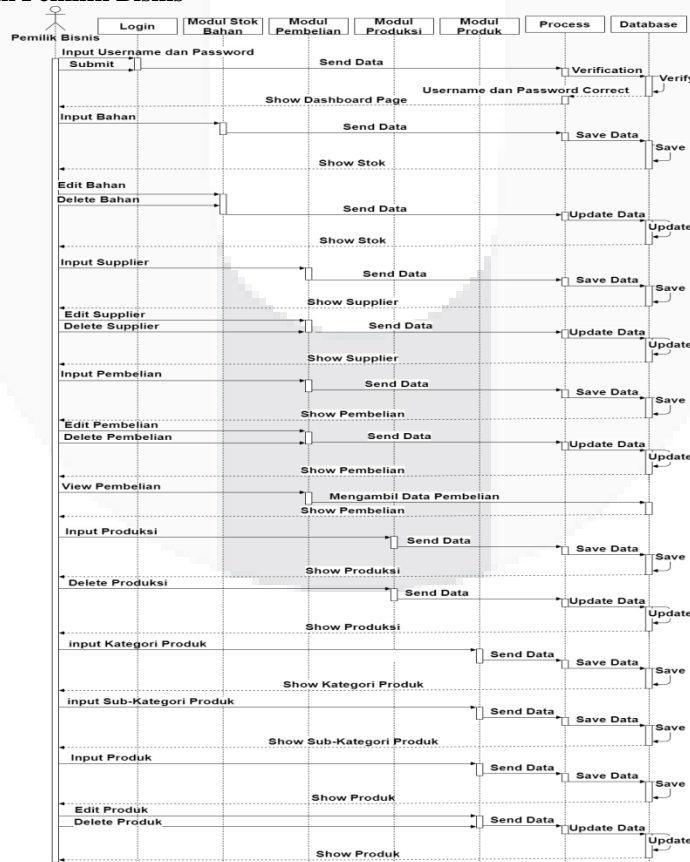 Pemilik Bisnis
Login
Modul Stok Bahan
Modul Pembelian
Modul Produksi
Modul Produk
Process
Database
Input Username dan Password
Submit
Send Data
Verification
Verify
Username dan Password Correct
Show Dashboard Page
Input Bahan
Send Data
Save Data
Save
Show Stok
Edit Bahan
Delete Bahan
Send Data
Update Data
Update
Show Stok
Input Supplier
Send Data
Save Data
Save
Show Supplier
Edit Supplier
Delete Supplier
Send Data
Update Data
Update
Show Supplier
Input Pembelian
Send Data
Save Data
Save
Show Pembelian
Edit Pembelian
Delete Pembelian
Send Data
Update Data
Update
Show Pembelian
View Pembelian
Mengambil Data Pembelian
Show Pembelian
Input Produksi
Send Data
Save Data
Save
Show Produksi
Delete Produksi
Send Data
Update Data
Update
Show Produksi
input Kategori Produk
Send Data
Save Data
Save
Show Kategori Produk
input Sub-Kategori Produk
Send Data
Save Data
Save
Show Sub-Kategori Produk
Input Produk
Send Data
Save Data
Save
Show Produk
Edit Produk
Delete Produk
Send Data
Update Data
Update
Show Produk